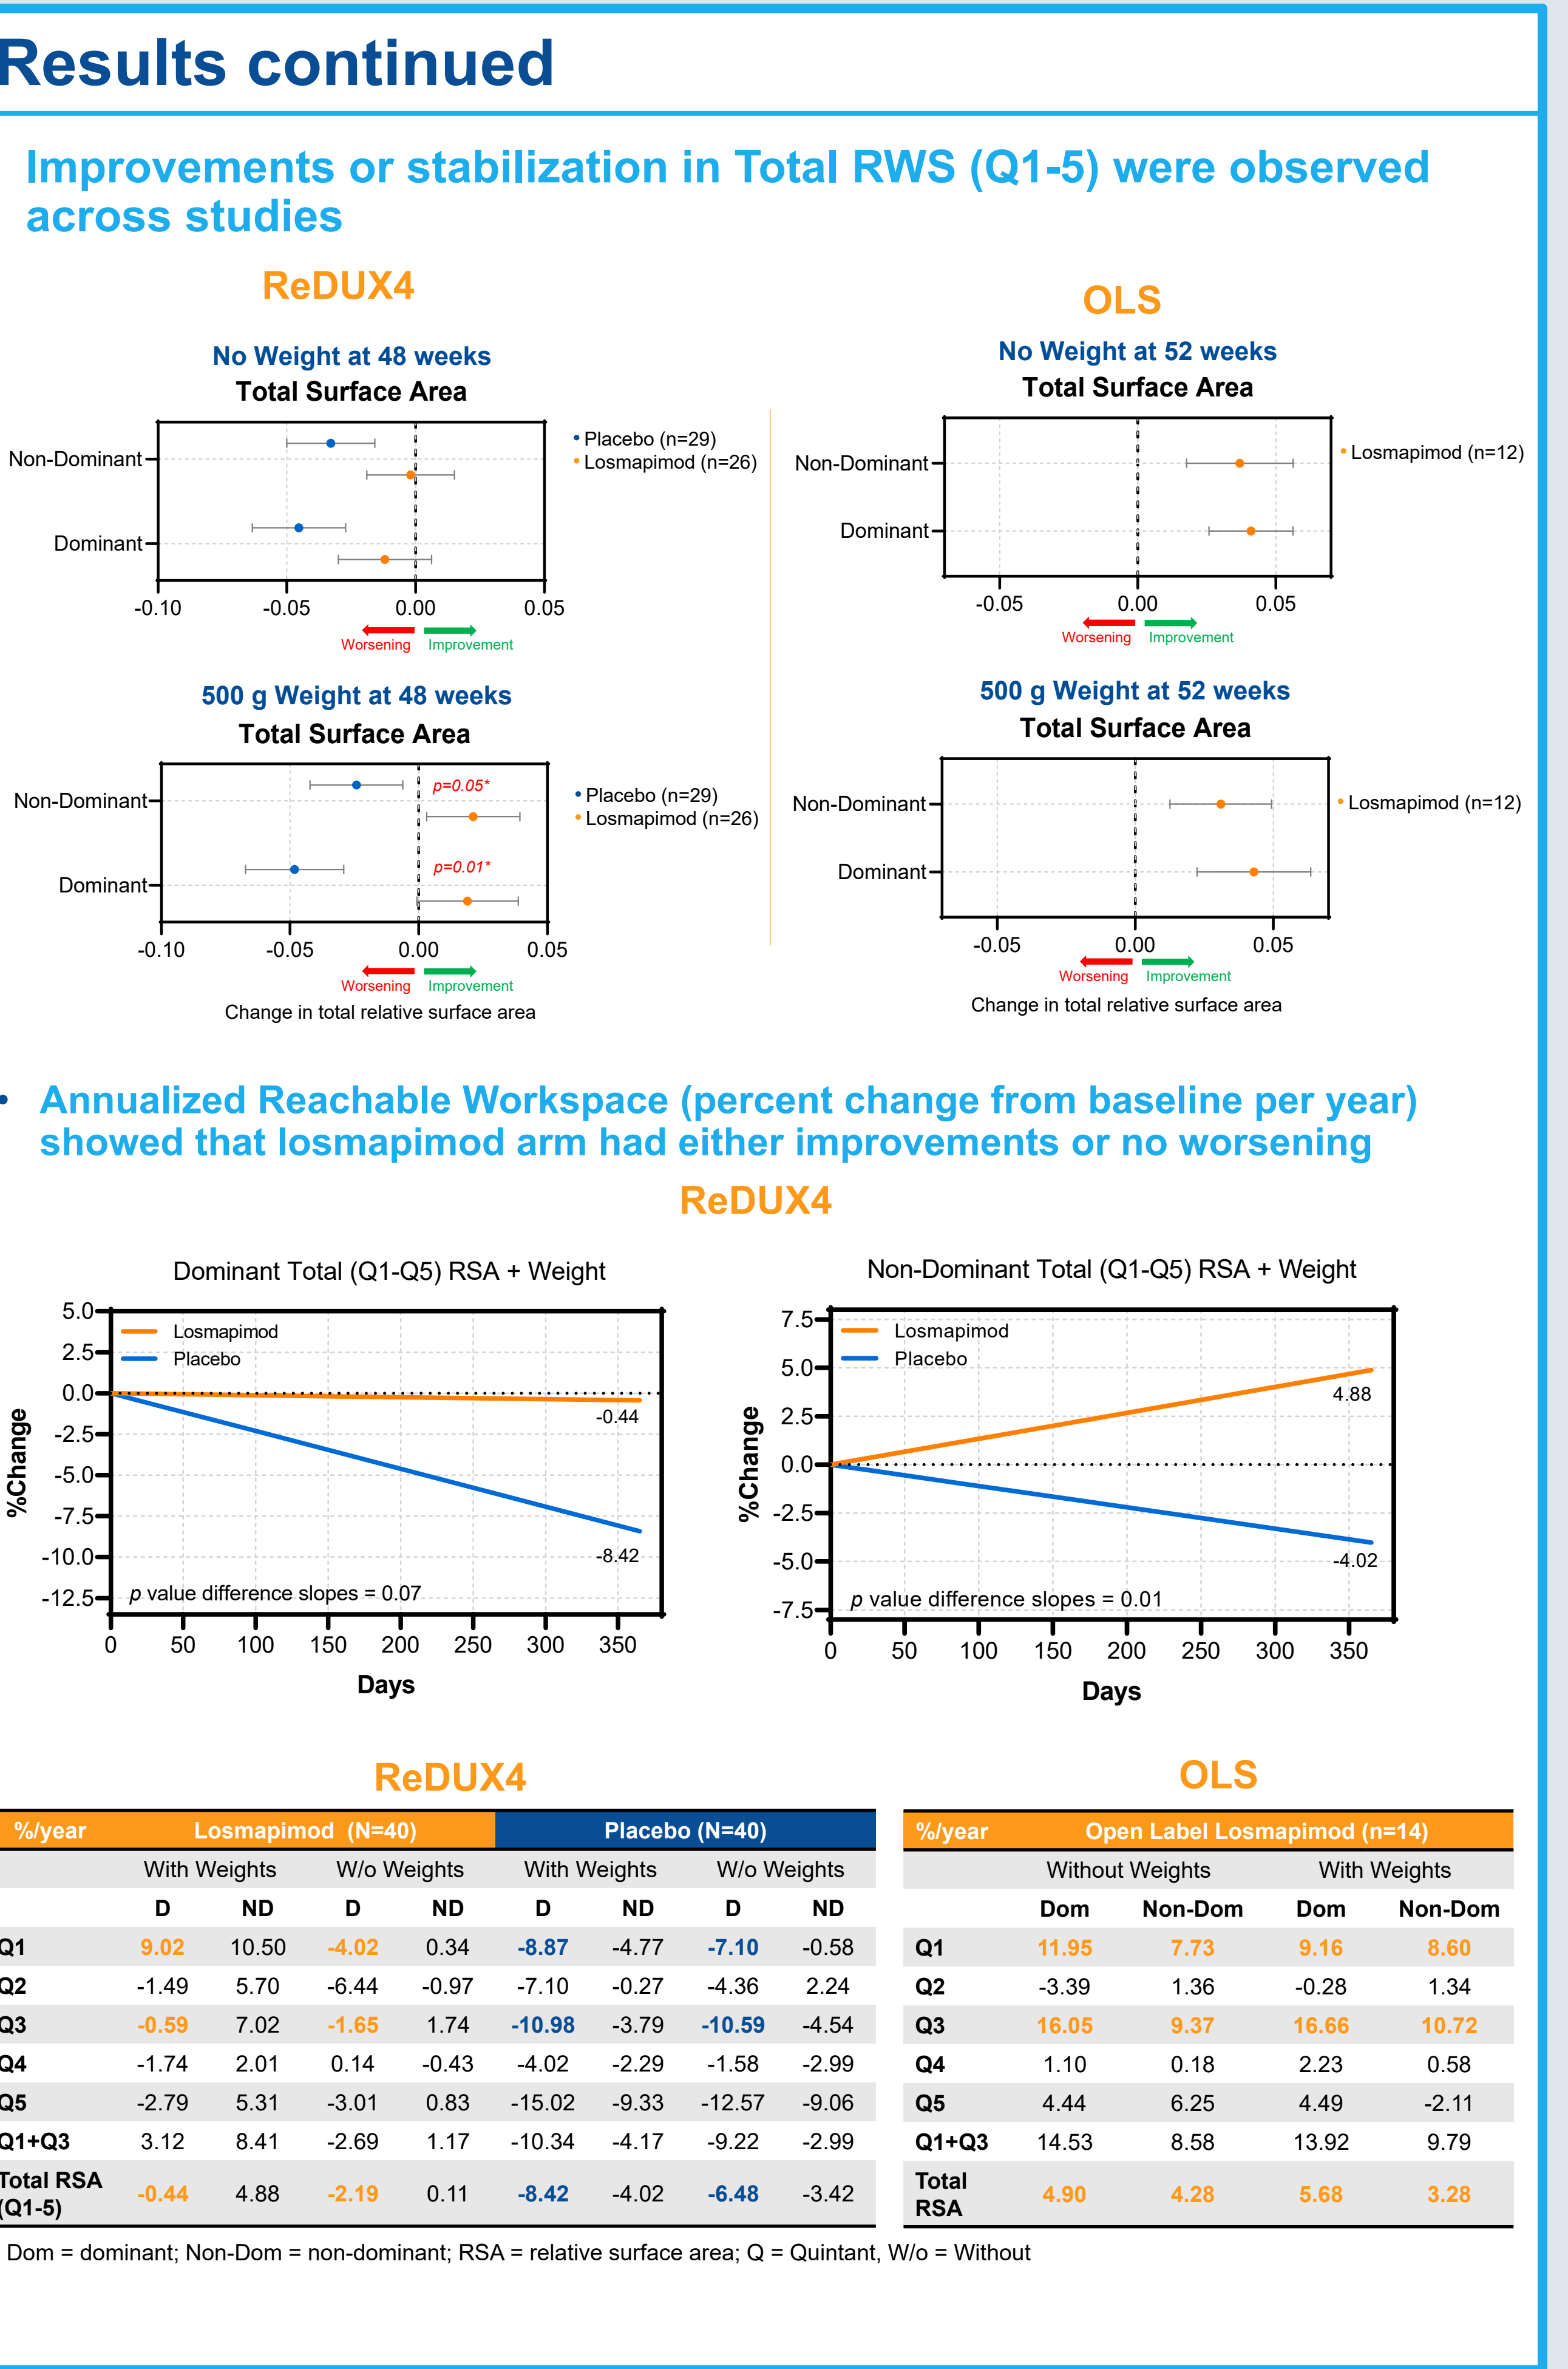 Results continued
Improvements or stabilization in Total RWS (Q1-5) were observed
across studies
ReDUX4
No Weight at 48 weeks
Total Surface Area
Non-Dominant
Dominant
-0.10 -0.05 0.00 0.05
Worsening Improvement
• Placebo (n=29)
• Losmapimod (n=26)
500 g Weight at 48 weeks
Total Surface Area
Non-Dominant
Dominant
p=0.05*
p=0.01*
-0.10 -0.05 0.00 0.05
Worsening Improvement
Change in total relative surface area
• Placebo (n=29)
• Losmapimod (n=26)
OLS
No Weight at 52 weeks
Total Surface Area
Non-Dominant
Dominant
-0.05 0.00 0.05
Worsening Improvement
• Losmapimod (n=12)
500 g Weight at 52 weeks
Total Surface Area
Non-Dominant
Dominant
-0.05 0.00 0.05
Worsening Improvement
Change in total relative surface area
• Losmapimod (n=12)
• Annualized Reachable Workspace (percent change from baseline per year)
showed that losmapimod arm had either improvements or no worsening
ReDUX4
Dominant Total (Q1-Q5) RSA + Weight
Losmapimod
Placebo
%Change
5.0
2.5
0.0
-2.5
-5.0
-7.5
-10.0
-12.5
-0.44
-8.42
p value difference slopes = 0.07
0 50 100 150 200 250 300 350
Days
Non-Dominant Total (Q1-Q5) RSA + Weight
Losmapimod
Placebo
%Change
7.5
5.0
2.5
0.0
-2.5
-5.0
-7.5
4.88
-4.02
p value difference slopes = 0.01
0 50 100 150 200 250 300 350
Days
ReDUX4
%/year Losmapimod (N=40) Placebo (N=40)
With Weights W/o Weights With Weights W/o Weights
D ND D ND D ND D ND
Q1 9.02 10.50 -4.02 0.34 -8.87 -4.77 -7.10 -0.58
Q2 -1.49 5.70 -6.44 -0.97 -7.10 -0.27 -4.36 2.24
Q3 -0.59 7.02 -1.65 1.74 -10.98 -3.79 -10.59 -4.54
Q4 -1.74 2.01 0.14 -0.43 -4.02 -2.29 -1.58 -2.99
Q5 -2.79 5.31 -3.01 0.83 -15.02 -9.33 -12.57 -9.06
Q1+Q3 3.12 8.41 -2.69 1.17 -10.34 -4.17 -9.22 -2.99
Total RSA
(Q1-5) -0.44 4.88 -2.19 0.11 -8.42 -4.02 -6.48 -3.42
OLS
%/year Open Label Losmapimod (n=14)
Without Weights With Weights
Dom Non-Dom Dom Non-Dom
Q1 11.95 7.73 9.16 8.60
Q2 -3.39 1.36 -0.28 1.34
Q3 16.05 9.37 16.66 10.72
Q4 1.10 0.18 2.23 0.58
Q5 4.44 6.25 4.49 -2.11
Q1+Q3 14.53 8.58 13.92 9.79
Total
RSA 4.90 4.28 5.68 3.28
Dom = dominant; Non-Dom = non-dominant; RSA = relative surface area; Q = Quintant, W/o = Without